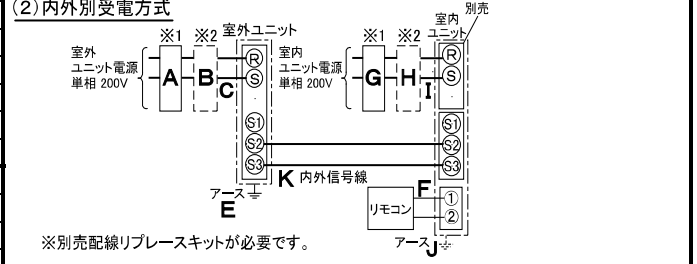 (2)内外別受電方式
※1 ※2 室外ユニット
室外
ユニット電源
単相 200V
A B C
R
S
S1
S2
S3
アース
E
※1 ※2 室内
ユニット
別売
室内
ユニット電源
単相 200V
G H I
R
S
S1
S2
S3
K 内外信号線
リモコン
F
①
②
アース J
※別売配線リプレースキットが必要です。